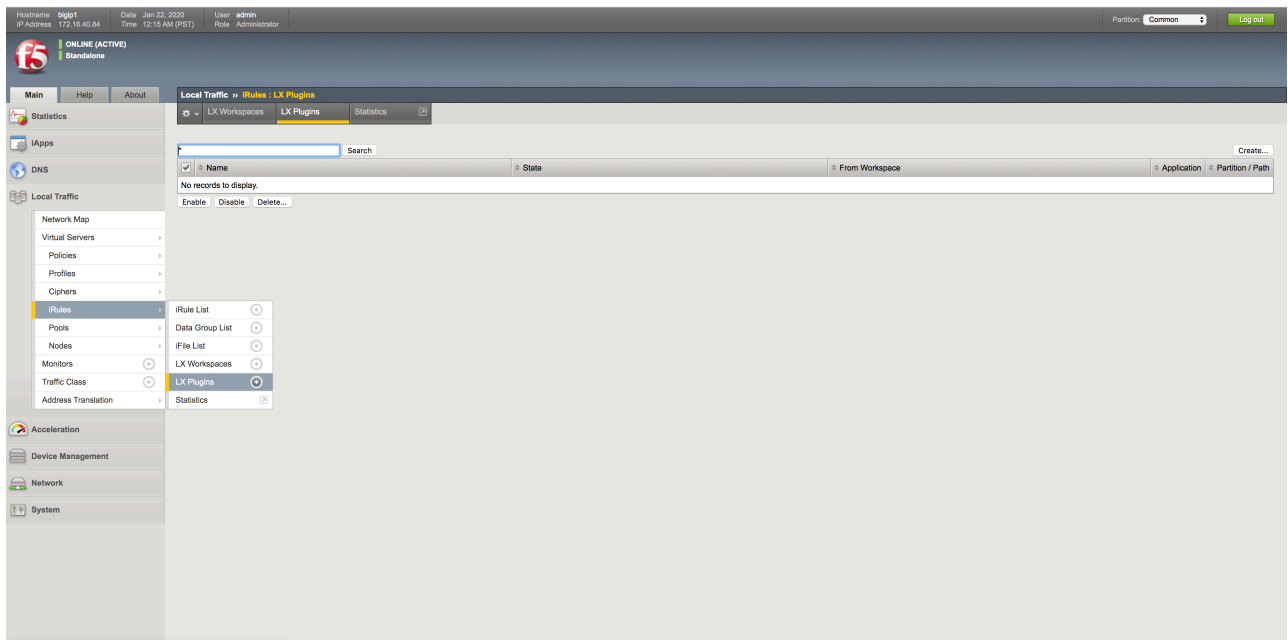 Hostname bigip1 Date Jan 22, 2020 User admin
IP Address 172.16.40.84 Time 12:15 AM (PST) Role Administrator
Partition: Common Log out
f5
ONLINE (ACTIVE)
Standalone
Main Help About
Local Traffic ›› iRules : LX Plugins
LX Workspaces LX Plugins Statistics
Statistics
iApps
DNS
Local Traffic
Network Map
Virtual Servers
Policies
Profiles
Ciphers
iRules
Pools
Nodes
Monitors
Traffic Class
Address Translation
iRule List
Data Group List
iFile List
LX Workspaces
LX Plugins
Statistics
Acceleration
Device Management
Network
System
* Search Create...
Name State From Workspace Application Partition / Path
No records to display.
Enable Disable Delete...